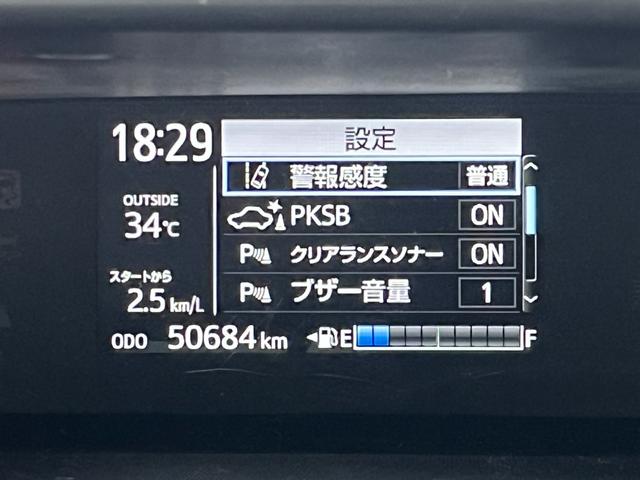 18:29
設定
警報感度 普通
OUTSIDE
34℃
PKSB ON
P クリアランスソナー ON
スタートから
2.5 km/L
P ブザー音量 1
ODO 50684 km E F